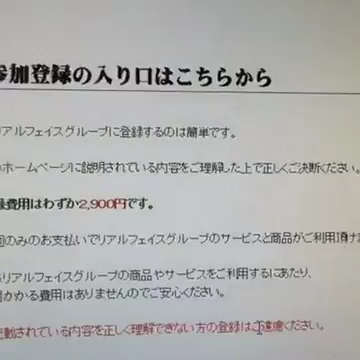 参加登録の入り口はこちらから
リアルフェイスグループに登録するのは簡単です。
ホームページに説明されている内容をご理解した上で正しくご決断ください。
録費用はわずか2,900円です。
回のみのお支払いでリアルフェイスグループのサービスと商品がご利用頂け
リアルフェイスグループの商品やサービスをご利用するにあたり、
かかる費用はありませんのでご安心ください。
動されている内容を正しく理解できない方の登録はご遠慮ください。